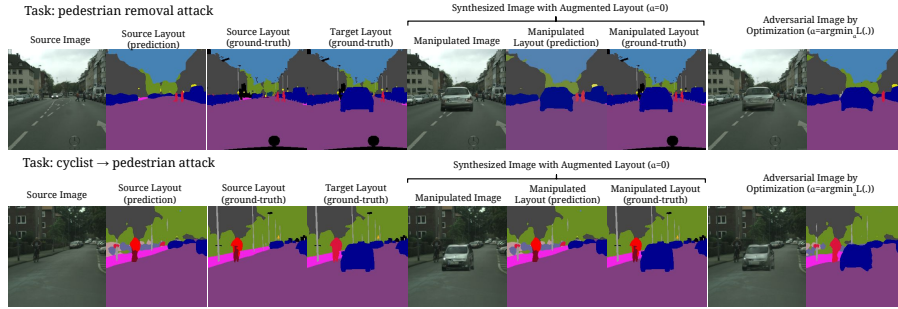 Task: pedestrian removal attack
Synthesized Image with Augmented Layout (α=0)
Source Image
Source Layout
(prediction)
Source Layout
(ground-truth)
Target Layout
(ground-truth)
Manipulated Image
Manipulated
Layout (prediction)
Manipulated Layout
(ground-truth)
Adversarial Image by
Optimization (α=argmin_α L(.))
Task: cyclist → pedestrian attack
Synthesized Image with Augmented Layout (α=0)
Source Image
Source Layout
(prediction)
Source Layout
(ground-truth)
Target Layout
(ground-truth)
Manipulated Image
Manipulated
Layout (prediction)
Manipulated Layout
(ground-truth)
Adversarial Image by
Optimization (α=argmin_α L(.))